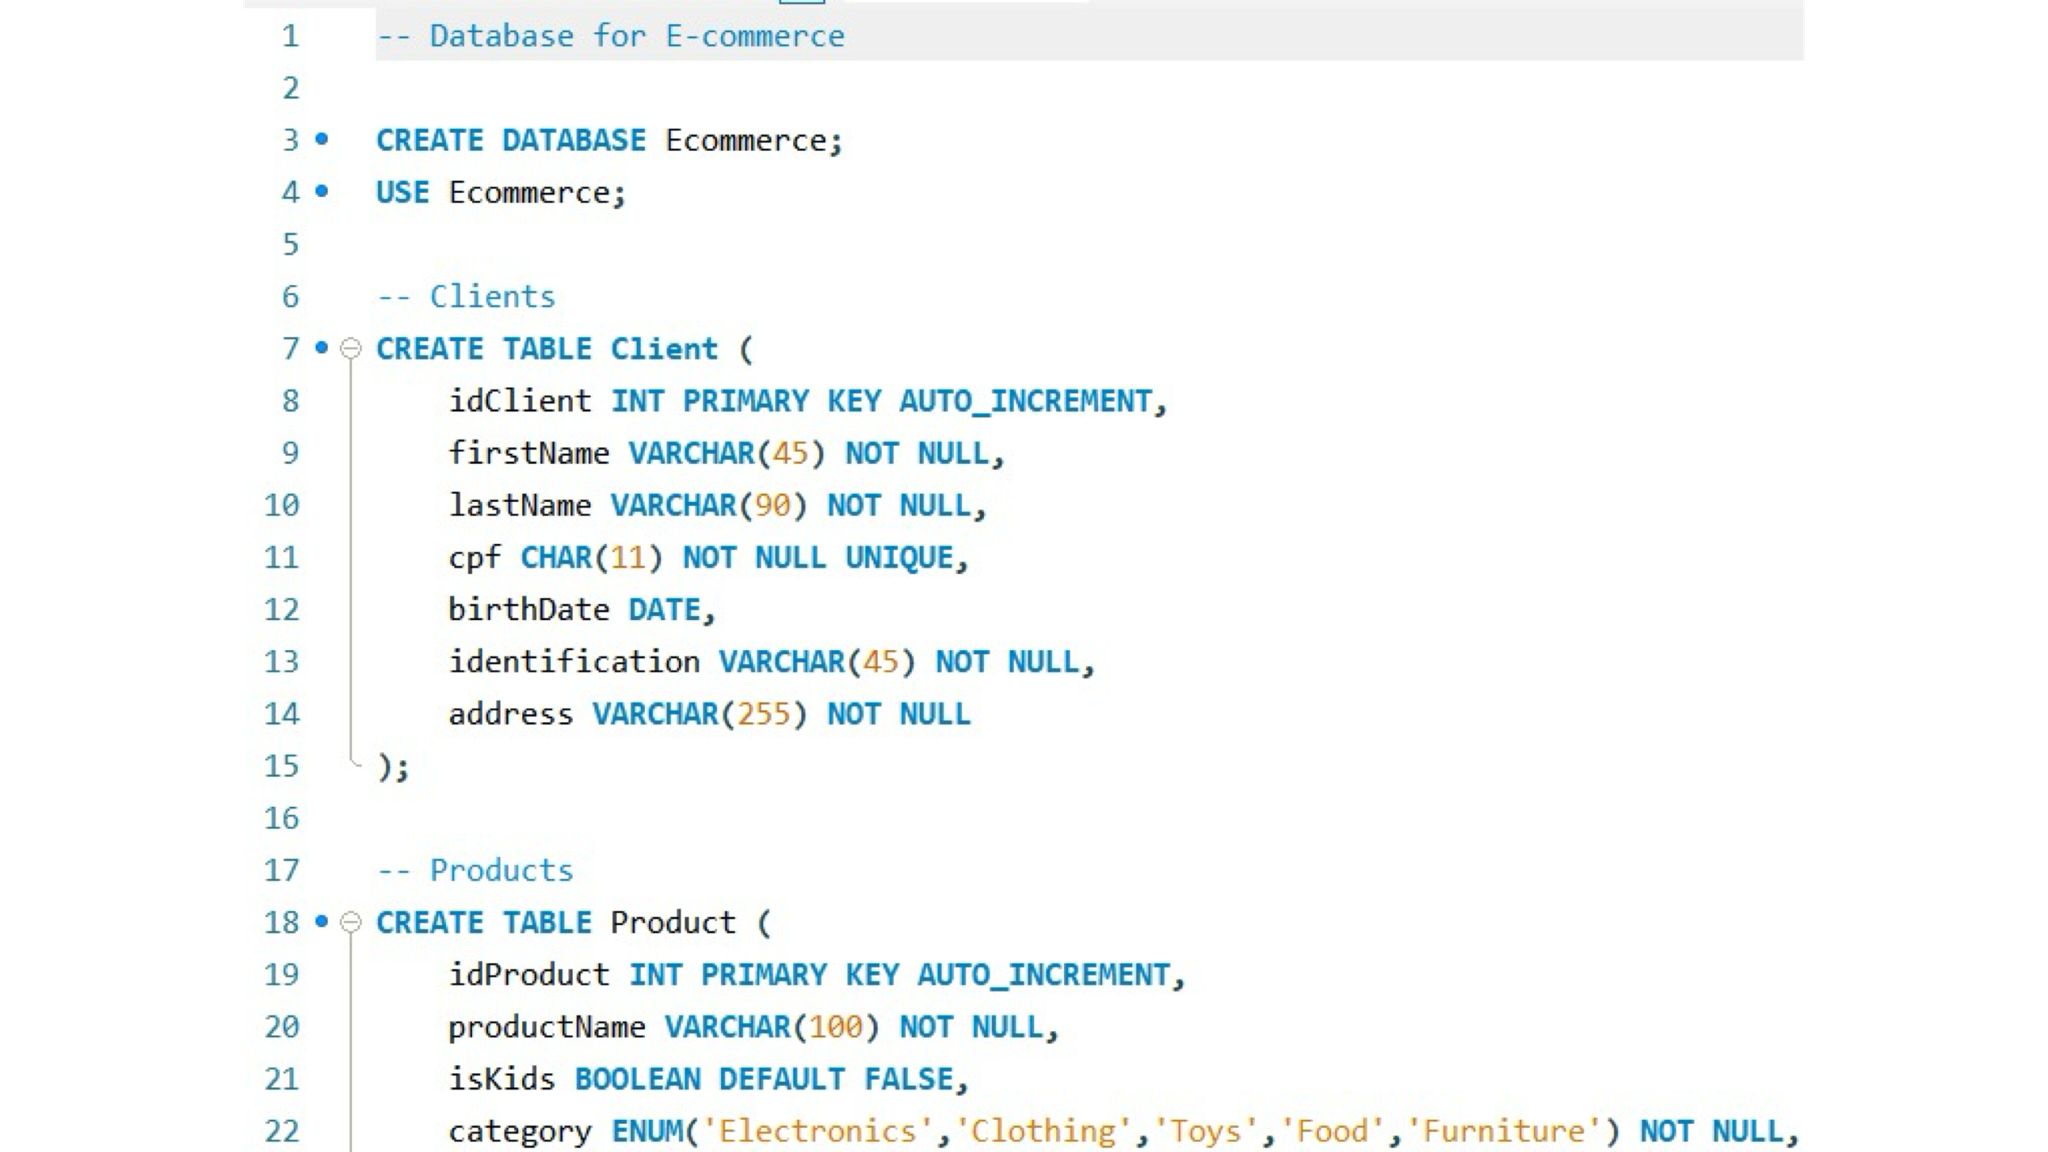 1 -- Database for E-commerce
2
3 CREATE DATABASE Ecommerce;
4 USE Ecommerce;
5
6 -- Clients
7 CREATE TABLE Client (
8 idClient INT PRIMARY KEY AUTO_INCREMENT,
9 firstName VARCHAR(45) NOT NULL,
10 lastName VARCHAR(90) NOT NULL,
11 cpf CHAR(11) NOT NULL UNIQUE,
12 birthDate DATE,
13 identification VARCHAR(45) NOT NULL,
14 address VARCHAR(255) NOT NULL
15 );
16
17 -- Products
18 CREATE TABLE Product (
19 idProduct INT PRIMARY KEY AUTO_INCREMENT,
20 productName VARCHAR(100) NOT NULL,
21 isKids BOOLEAN DEFAULT FALSE,
22 category ENUM('Electronics','Clothing','Toys','Food','Furniture') NOT NULL,